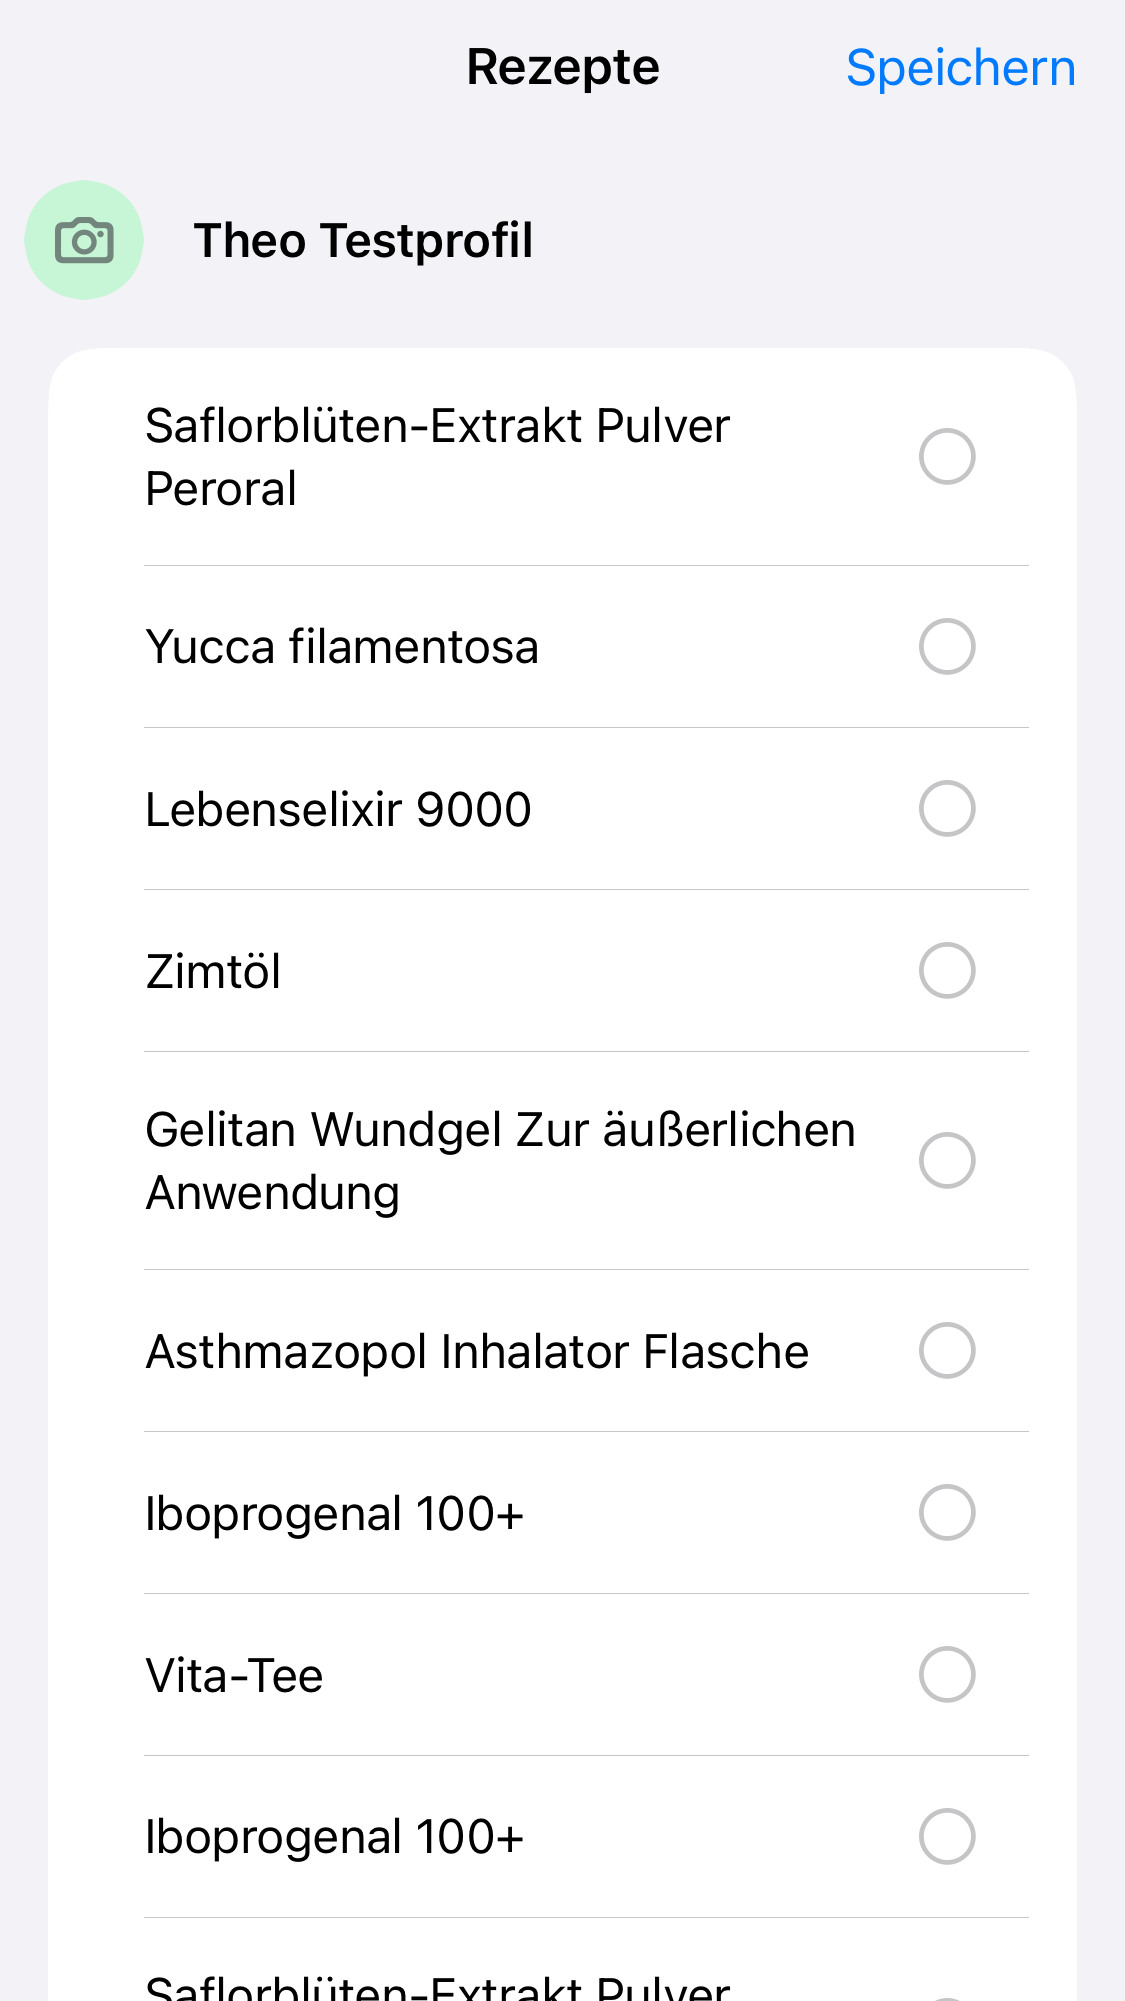 Rezepte
Speichern
Theo Testprofil
Saflorblüten-Extrakt Pulver
Peroral
Yucca filamentosa
Lebenselixir 9000
Zimtöl
Gelitan Wundgel Zur äußerlichen
Anwendung
Asthmazopol Inhalator Flasche
Iboprogenal 100+
Vita-Tee
Iboprogenal 100+
Saflorblüten-Extrakt Pulver